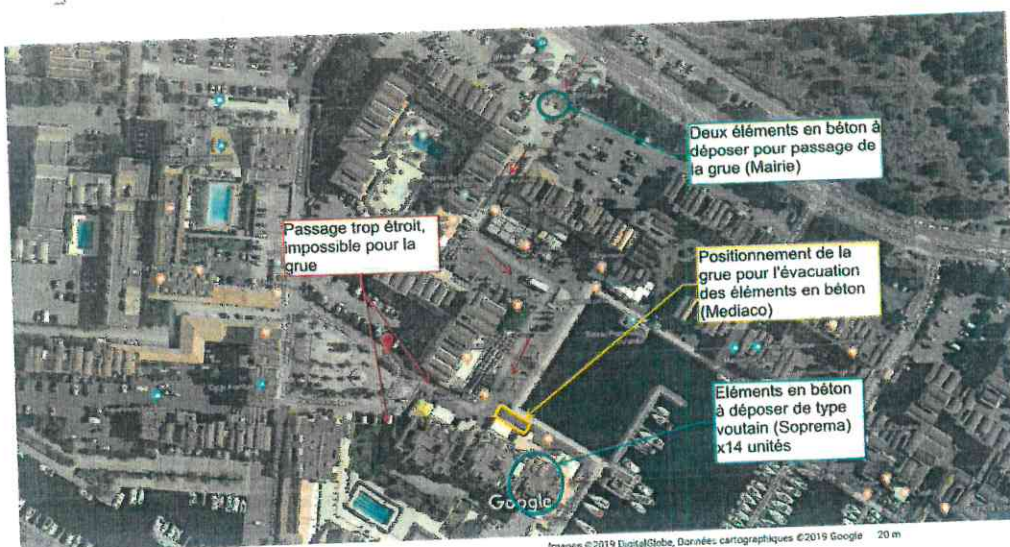 Deux éléments en béton à
déposer pour passage de
la grue (Mairie)
Passage trop étroit,
impossible pour la
grue
Positionnement de la
grue pour l'évacuation
des éléments en béton
(Mediaco)
Eléments en béton
à déposer de type
voutain (Soprema)
x14 unités
Google
Images ©2019 DigitalGlobe, Données cartographiques ©2019 Google 20 m